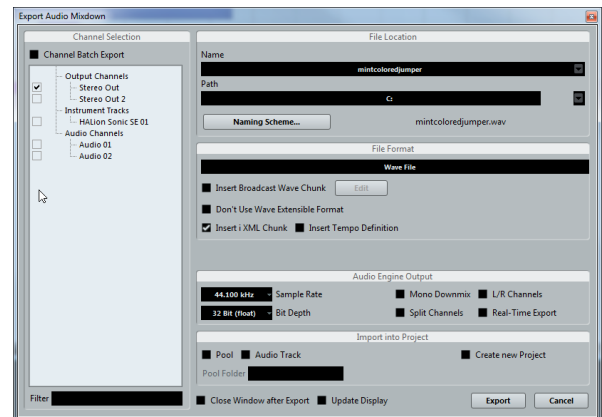 Export Audio Mixdown
Channel Selection
Channel Batch Export
Output Channels
Stereo Out
Stereo Out 2
Instrument Tracks
HALion Sonic SE 01
Audio Channels
Audio 01
Audio 02
Filter
File Location
Name
mintcoloredjumper
Path
C:
Naming Scheme...
mintcoloredjumper.wav
File Format
Wave File
Insert Broadcast Wave Chunk
Edit
Don't Use Wave Extensible Format
Insert i XML Chunk
Insert Tempo Definition
Audio Engine Output
44.100 kHz
Sample Rate
Mono Downmix
L/R Channels
32 Bit (float)
Bit Depth
Split Channels
Real-Time Export
Import into Project
Pool
Audio Track
Create new Project
Pool Folder
Close Window after Export
Update Display
Export
Cancel